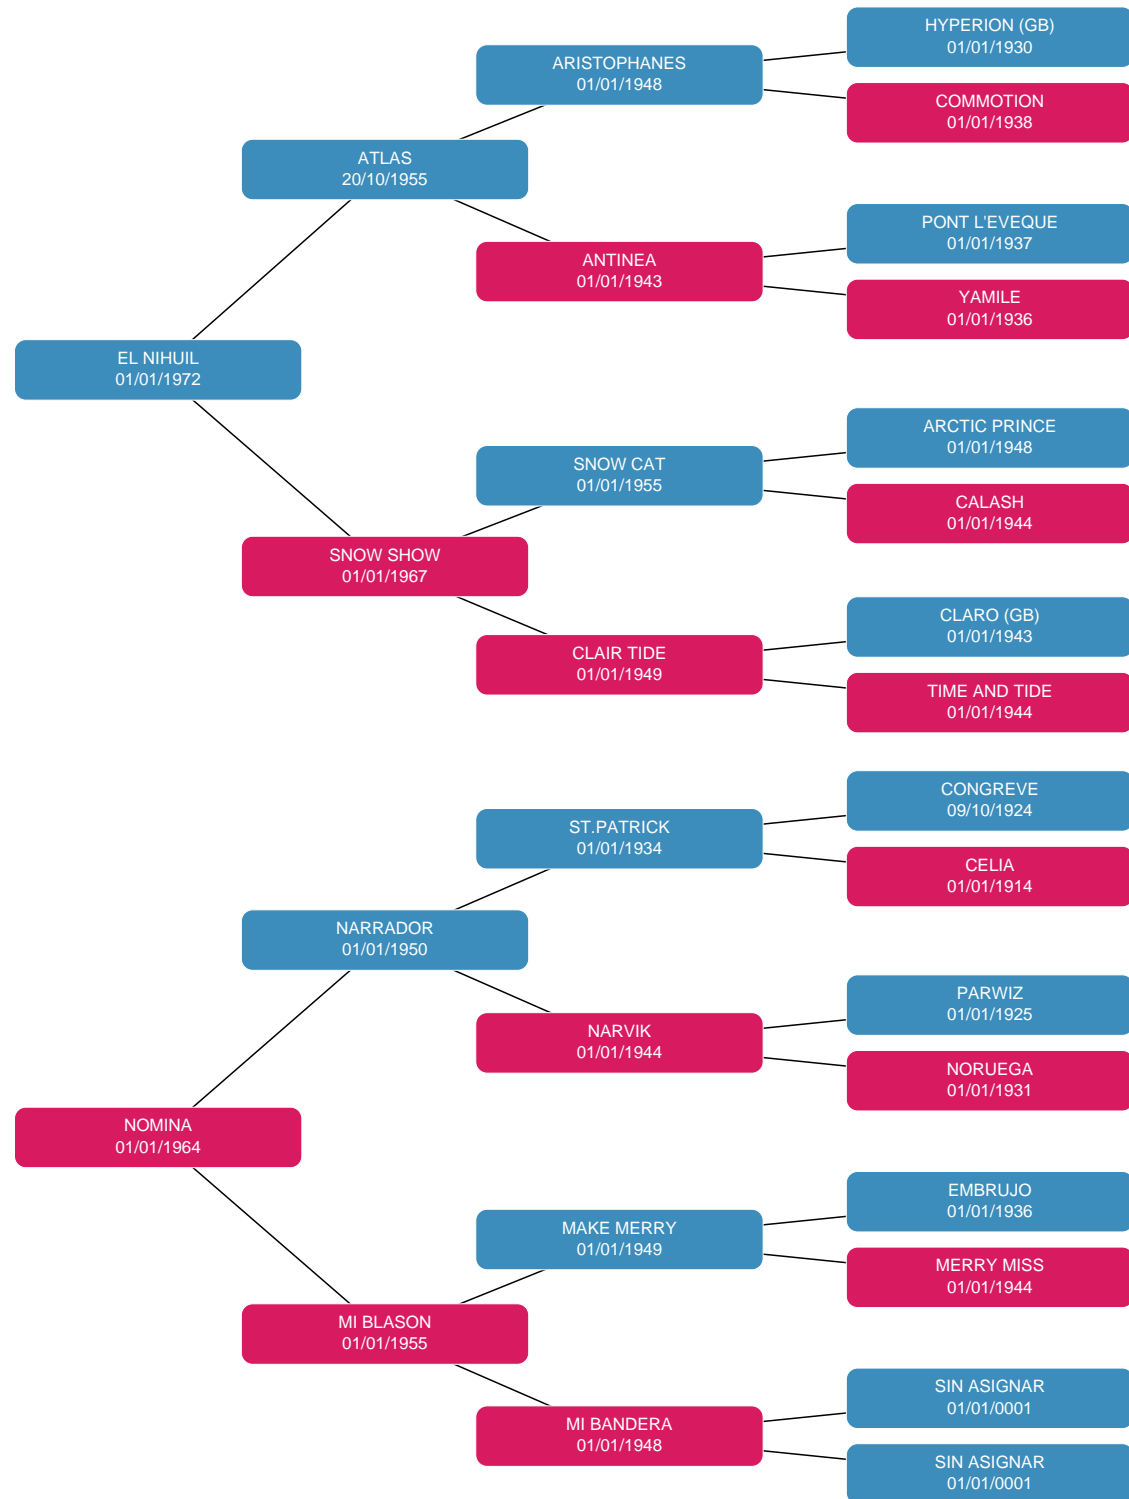 HYPERION (GB)
01/01/1930
ARISTOPHANES
01/01/1948
COMMOTION
01/01/1938
ATLAS
20/10/1955
PONT L'EVEQUE
01/01/1937
ANTINEA
01/01/1943
YAMILE
01/01/1936
EL NIHUIL
01/01/1972
ARCTIC PRINCE
01/01/1948
SNOW CAT
01/01/1955
CALASH
01/01/1944
SNOW SHOW
01/01/1967
CLARO (GB)
01/01/1943
CLAIR TIDE
01/01/1949
TIME AND TIDE
01/01/1944
CONGREVE
09/10/1924
ST.PATRICK
01/01/1934
CELIA
01/01/1914
NARRADOR
01/01/1950
PARWIZ
01/01/1925
NARVIK
01/01/1944
NORUEGA
01/01/1931
NOMINA
01/01/1964
EMBRUJO
01/01/1936
MAKE MERRY
01/01/1949
MERRY MISS
01/01/1944
MI BLASON
01/01/1955
SIN ASIGNAR
01/01/0001
MI BANDERA
01/01/1948
SIN ASIGNAR
01/01/0001